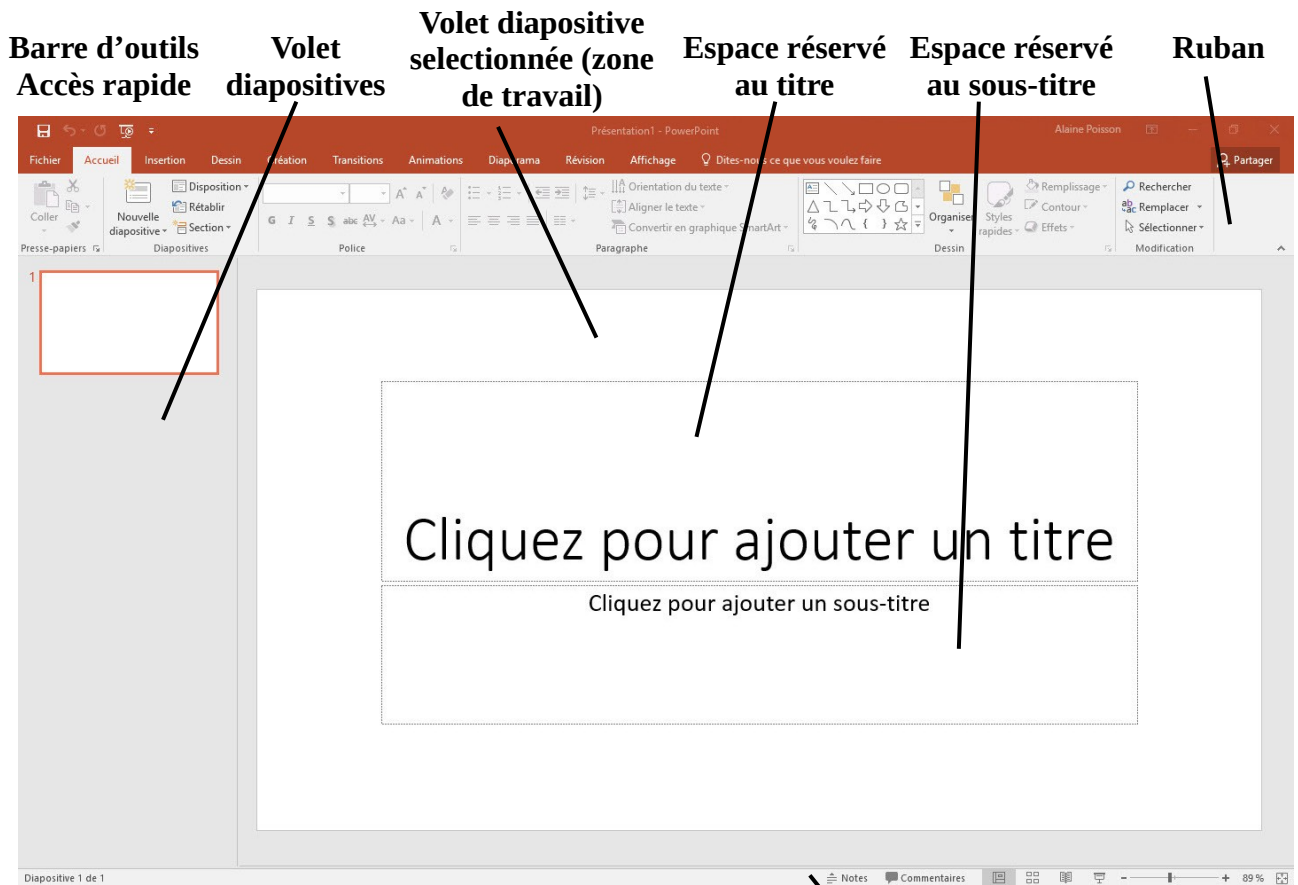 Barre d’outils
Accès rapide
Volet
diapositives
Volet diapositive
selectionnée (zone
de travail)
Espace réservé
au titre
Espace réservé
au sous-titre
Ruban
Présentation1 - PowerPoint
Alaine Poisson
Fichier Accueil Insertion Dessin Création Transitions Animations Diaporama Révision Affichage Dites-nous ce que vous voulez faire Partager
Coller
Presse-papiers
Nouvelle
diapositive
Disposition
Rétablir
Section
Diapositives
G I S S abc AV Aa A
Police
Orientation du texte
Aligner le texte
Convertir en graphique SmartArt
Paragraphe
Organiser
Styles
rapides
Remplissage
Contour
Effets
Dessin
Rechercher
Remplacer
Sélectionner
Modification
1
Cliquez pour ajouter un titre
Cliquez pour ajouter un sous-titre
Diapositive 1 de 1 Notes Commentaires 89 %